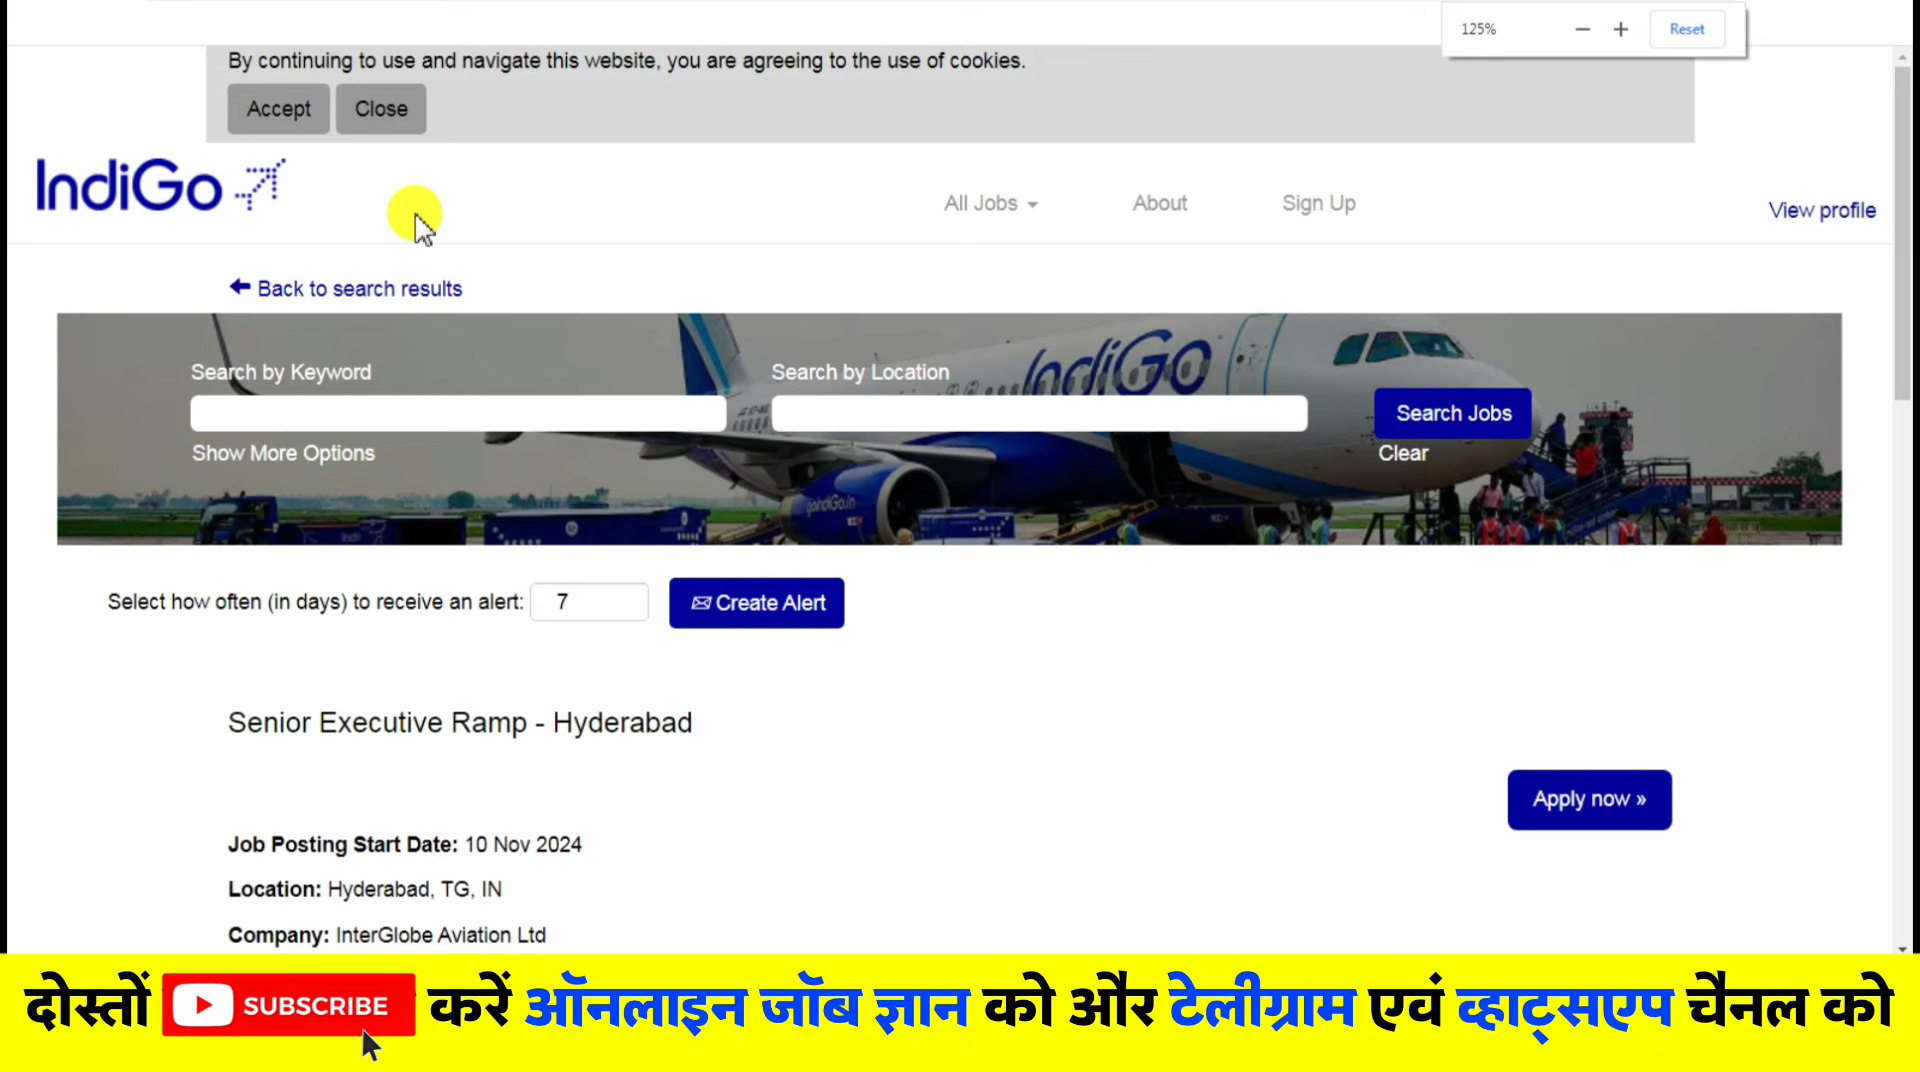 125%
Reset
By continuing to use and navigate this website, you are agreeing to the use of cookies.
Accept Close
IndiGo
All Jobs About Sign Up
View profile
Back to search results
IndiGo
Search by Keyword Search by Location
Search Jobs
Show More Options
Clear
goIndiGo.in
Select how often (in days) to receive an alert: 7 Create Alert
Senior Executive Ramp - Hyderabad
Apply now »
Job Posting Start Date: 10 Nov 2024
Location: Hyderabad, TG, IN
Company: InterGlobe Aviation Ltd
दोस्तों SUBSCRIBE करें ऑनलाइन जॉब ज्ञान को और टेलीग्राम एवं व्हाट्सएप चैनल को